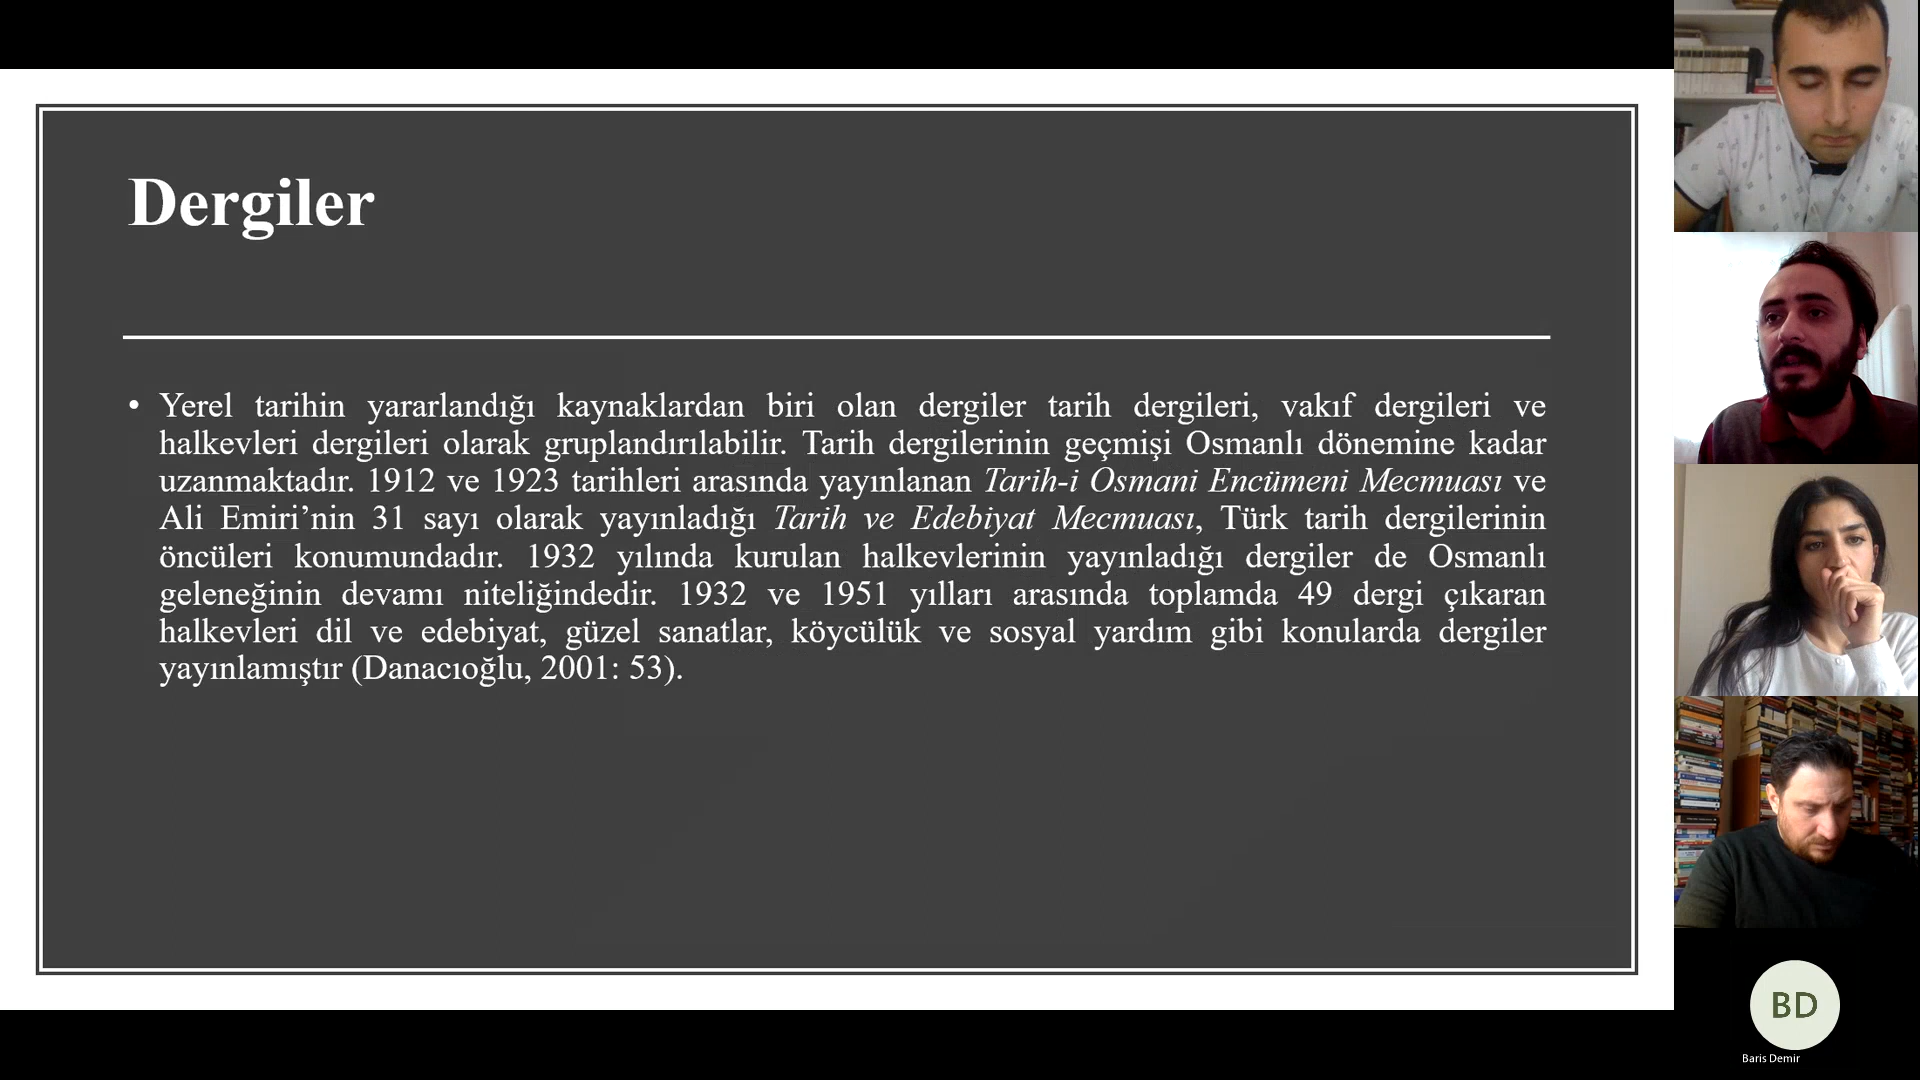 Dergiler
• Yerel tarihin yararlandığı kaynaklardan biri olan dergiler tarih dergileri, vakıf dergileri ve
halkevleri dergileri olarak gruplandırılabilir. Tarih dergilerinin geçmişi Osmanlı dönemine kadar
uzanmaktadır. 1912 ve 1923 tarihleri arasında yayınlanan Tarih-i Osmani Encümeni Mecmuası ve
Ali Emiri’nin 31 sayı olarak yayınladığı Tarih ve Edebiyat Mecmuası, Türk tarih dergilerinin
öncüleri konumundadır. 1932 yılında kurulan halkevlerinin yayınladığı dergiler de Osmanlı
geleneğinin devamı niteliğindedir. 1932 ve 1951 yılları arasında toplamda 49 dergi çıkaran
halkevleri dil ve edebiyat, güzel sanatlar, köycülük ve sosyal yardım gibi konularda dergiler
yayınlamıştır (Danacıoğlu, 2001: 53).
BD
Baris Demir